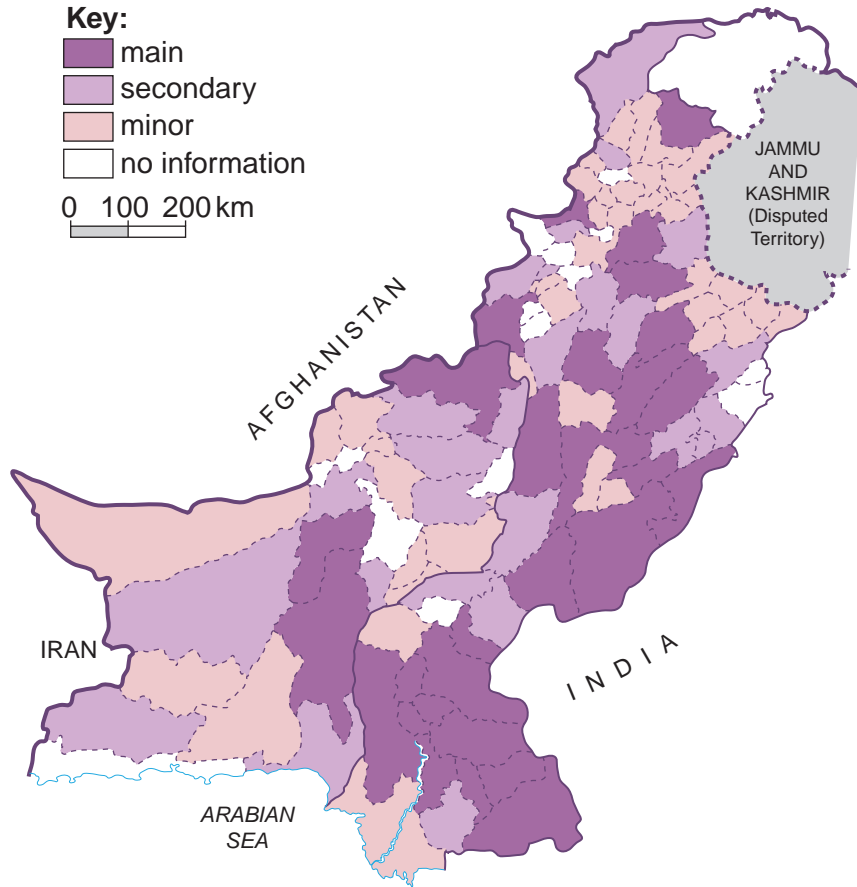 Key:
main
secondary
minor
no information
0 100 200 km
JAMMU
AND
KASHMIR
(Disputed
Territory)
AFGHANISTAN
IRAN
INDIA
ARABIAN
SEA